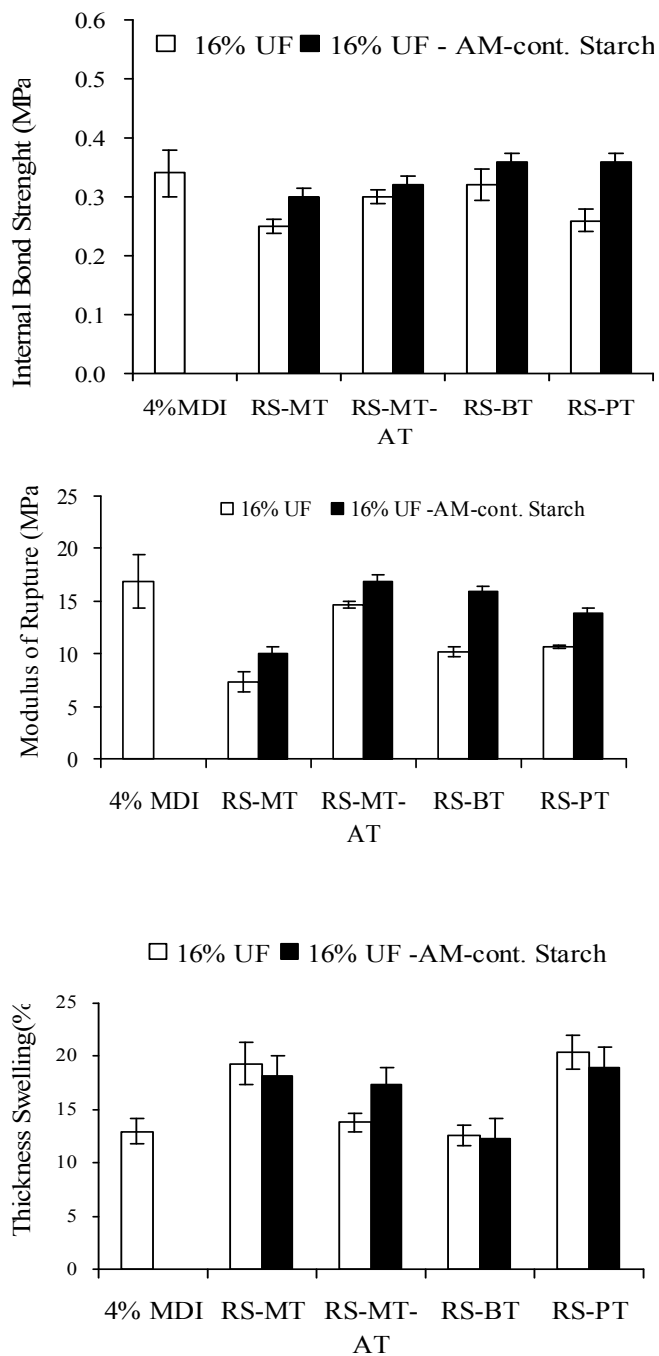 16% UF 16% UF - AM-cont. Starch
Internal Bond Strenght (MPa
0.6
0.5
0.4
0.3
0.2
0.1
0.0
4%MDI RS-MT RS-MT- RS-BT RS-PT
AT
16% UF 16% UF -AM-cont. Starch
Modulus of Rupture (MPa
25
20
15
10
5
0
4% MDI RS-MT RS-MT- RS-BT RS-PT
AT
16% UF 16% UF -AM-cont. Starch
Thickness Swelling(%
25
20
15
10
5
0
4% MDI RS-MT RS-MT- RS-BT RS-PT
AT